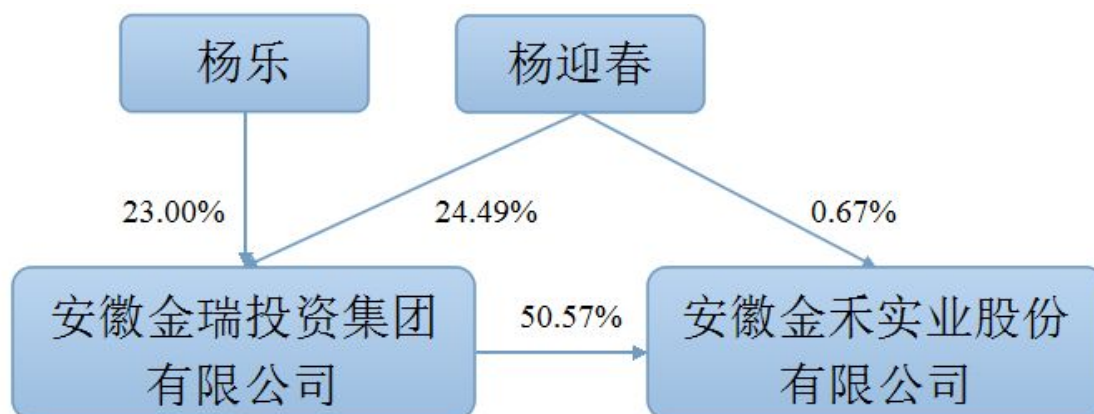 杨乐
杨迎春
23.00%
24.49%
0.67%
安徽金瑞投资集团
有限公司
50.57%
安徽金禾实业股份
有限公司